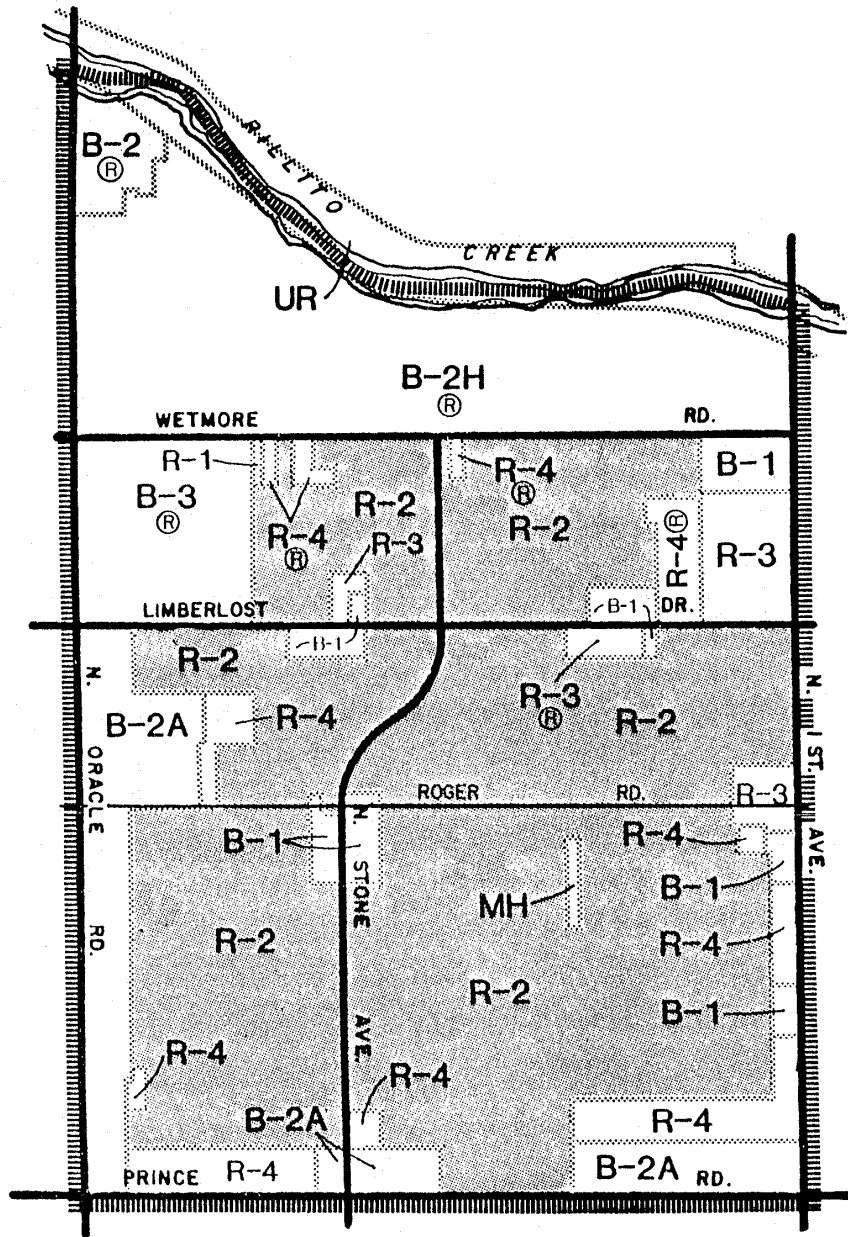 B-2
Ⓡ
RILLITO
CREEK
UR
B-2H
Ⓡ
WETMORE RD.
R-1
B-3
Ⓡ
R-4
Ⓡ
R-2
R-3
R-4
Ⓡ
R-2
B-1
R-4 Ⓡ
R-3
LIMBERLOST DR.
B-1
B-1
R-2
R-3
Ⓡ
R-2
B-2A
R-4
N. ORACLE RD.
N. 1ST. AVE.
ROGER RD.
R-3
B-1
N. STONE AVE.
R-4
B-1
MH
R-4
R-2
R-2
B-1
R-4
R-4
B-2A
R-4
PRINCE RD.
R-4
B-2A